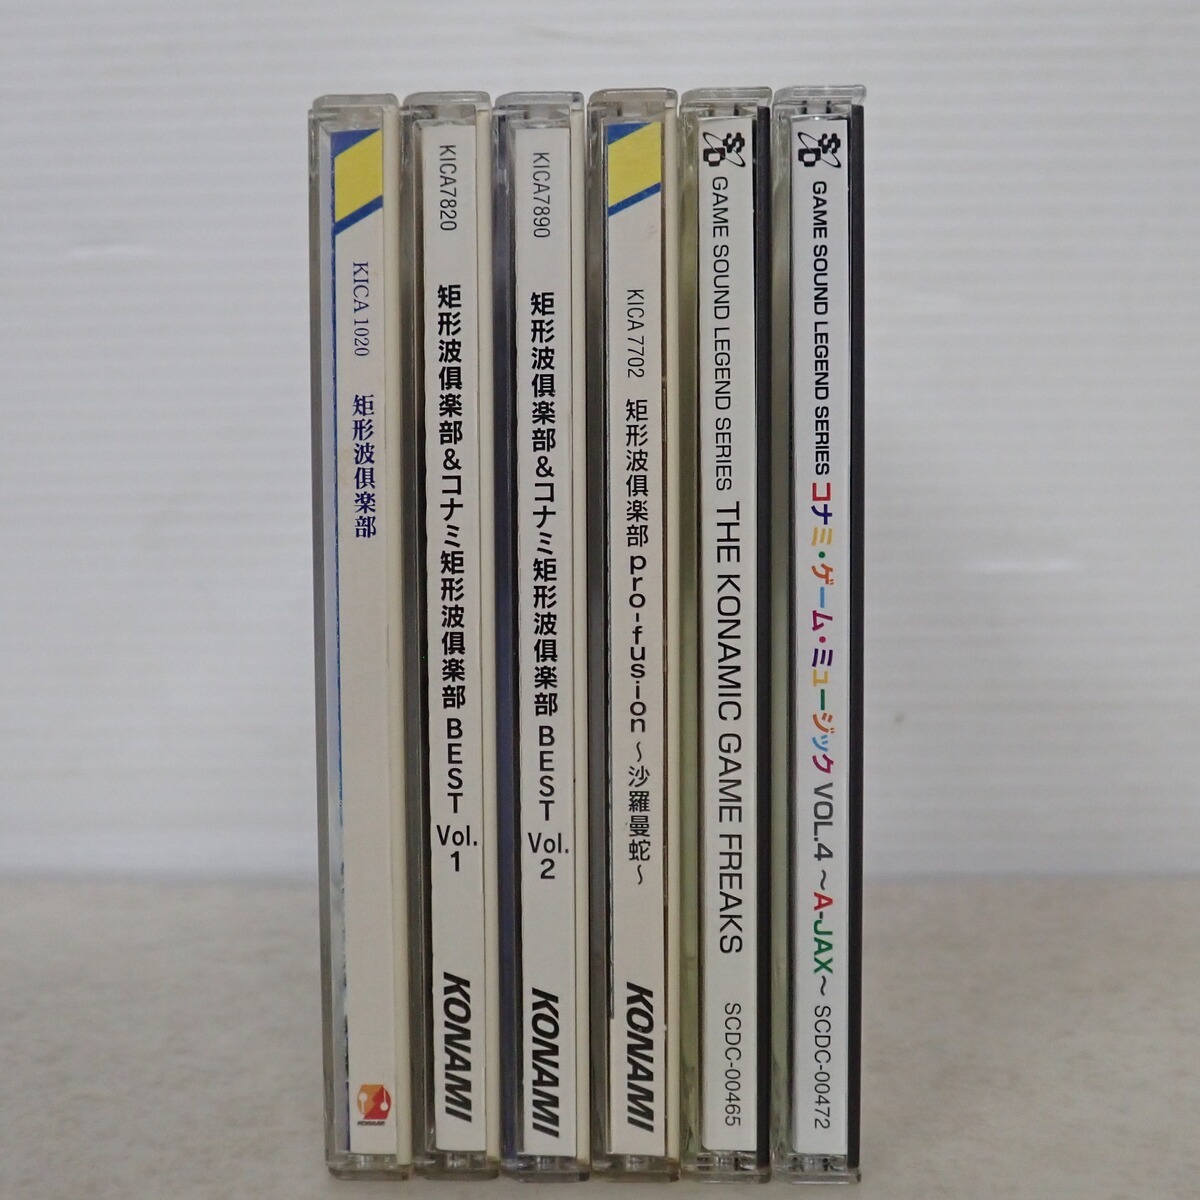 KICA 1020 矩形波倶楽部 KONAMI
KICA7820 矩形波倶楽部&コナミ矩形波倶楽部 BEST Vol. 1 KONAMI
KICA7890 矩形波倶楽部&コナミ矩形波倶楽部 BEST Vol. 2 KONAMI
KICA 7702 矩形波倶楽部 pro-fusion ～沙羅曼蛇～ KONAMI
GAME SOUND LEGEND SERIES THE KONAMIC GAME FREAKS SCDC-00465
GAME SOUND LEGEND SERIES コナミ・ゲーム・ミュージック VOL.4 ～A-JAX～ SCDC-00472